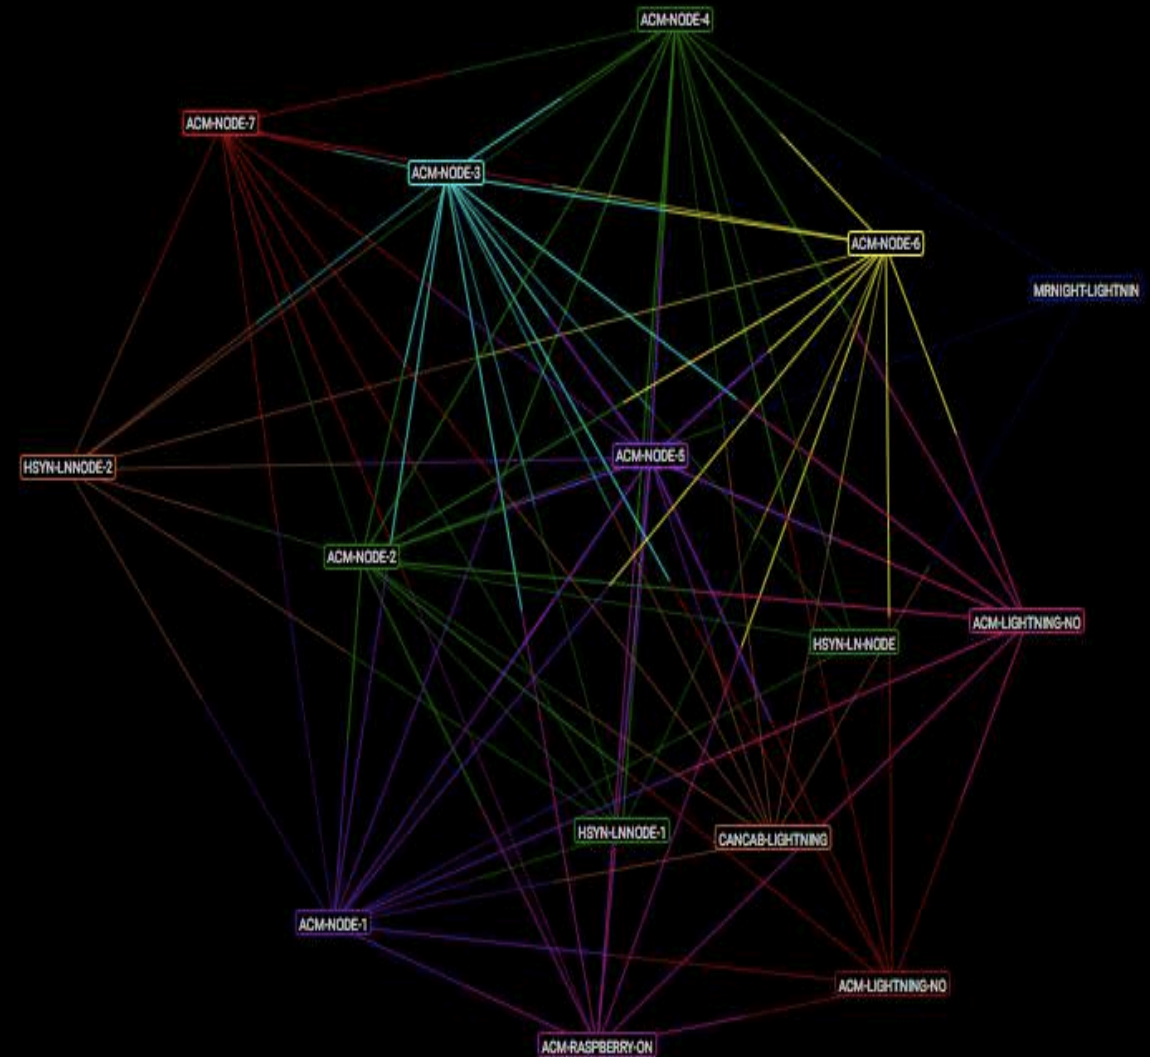 ACM-NODE-4
ACM-NODE-7
ACM-NODE-3
ACM-NODE-6
MRNIGHT-LIGHTNIN
ACM-NODE-5
HSYN-LNNODE-2
ACM-NODE-2
ACM-LIGHTNING-NO
HSYN-LN-NODE
HSYN-LNNODE-1
CANCAB-LIGHTNING
ACM-NODE-1
ACM-LIGHTNING-NO
ACM-RASPBERRY-ON